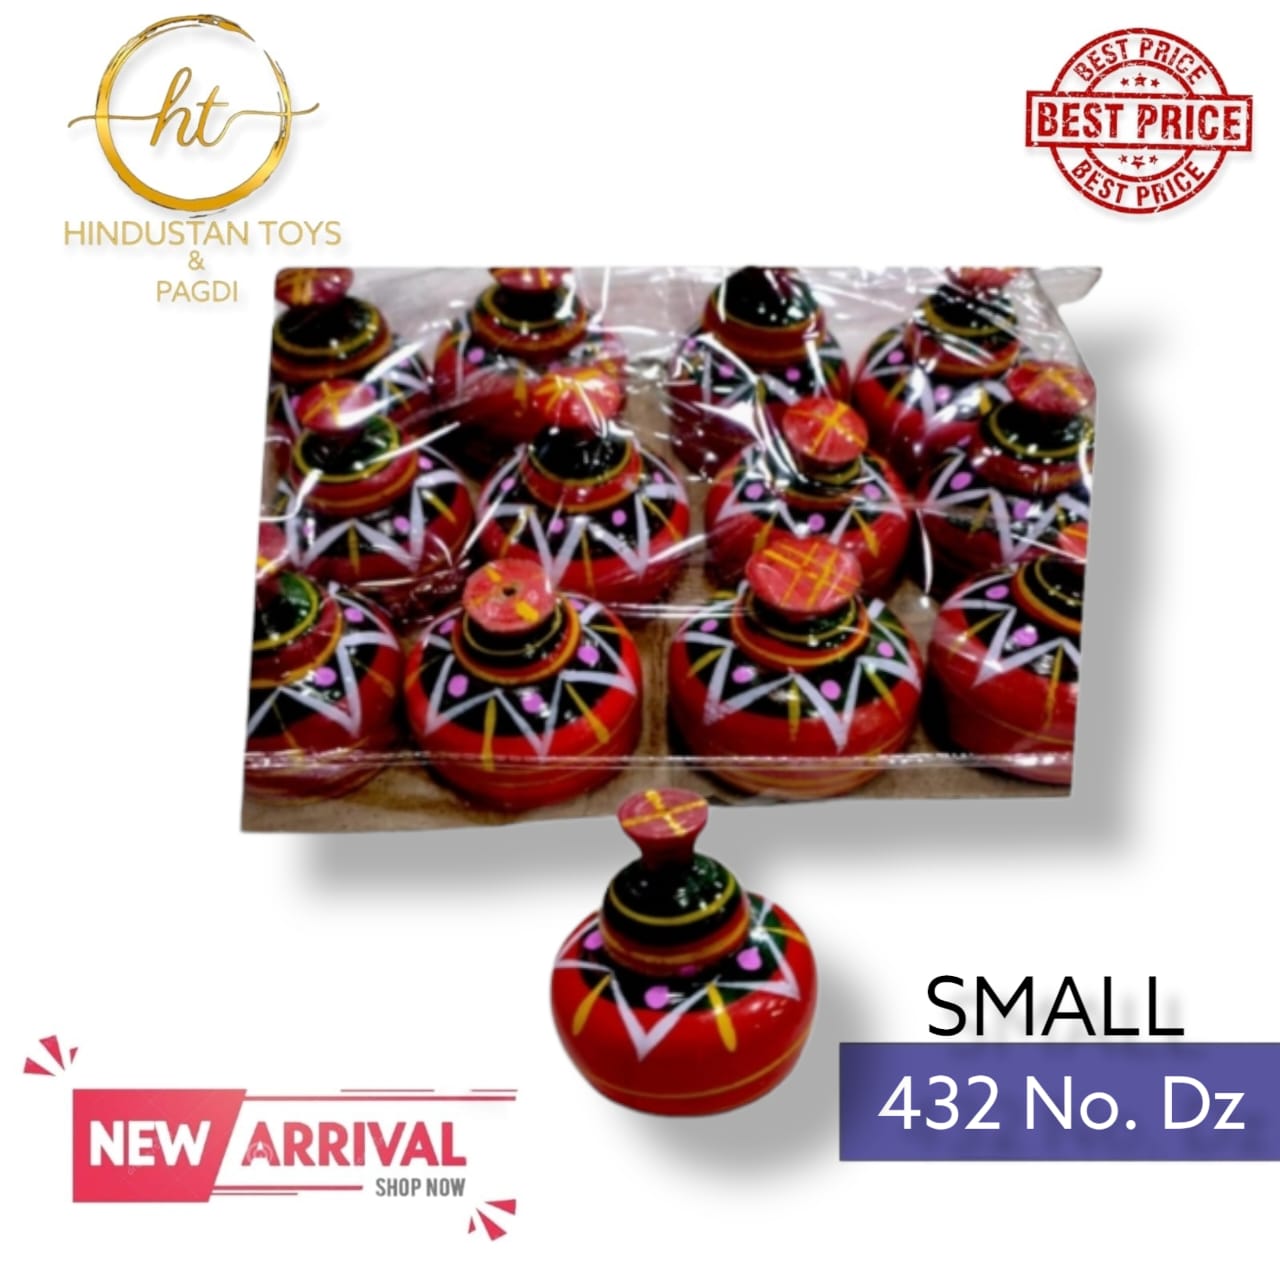 ht
HINDUSTAN TOYS
&
PAGDI
BEST PRICE
BEST PRICE
BEST PRICE
SMALL
432 No. Dz
NEW ARRIVAL
SHOP NOW